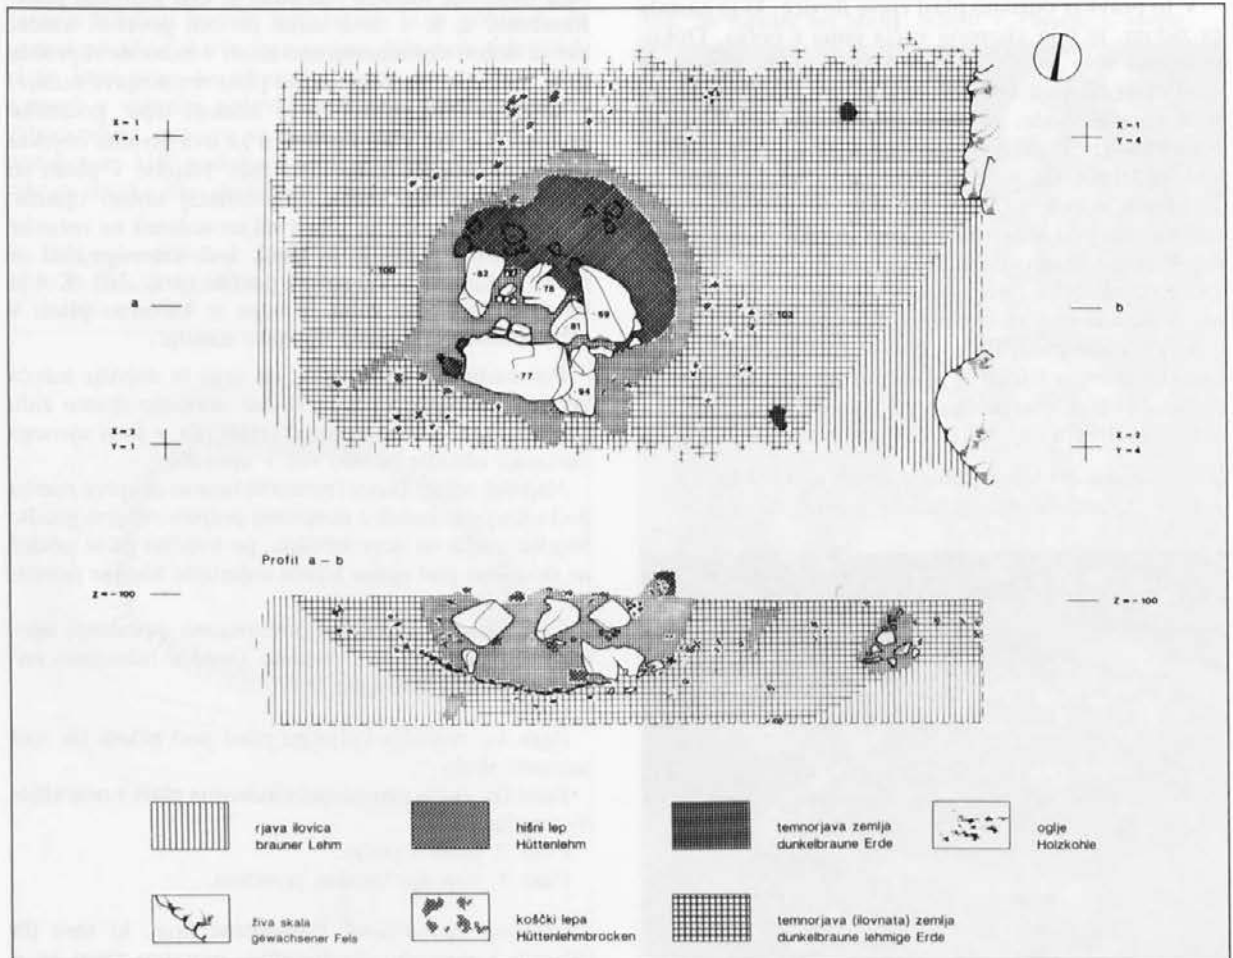 X = 1
Y = 1
X = 1
Y = 4
100
63
78
59
81
77
94
102
a
b
X = 2
Y = 1
X = 2
Y = 4
Profil a – b
Z = – 100
Z = – 100
rjava ilovica
brauner Lehm
hišni lep
Hüttenlehm
temnorjava zemlja
dunkelbraune Erde
oglje
Holzkohle
živa skala
gewachsener Fels
koščki lepa
Hüttenlehmbrocken
temnorjava (ilovnata) zemlja
dunkelbraune lehmige Erde